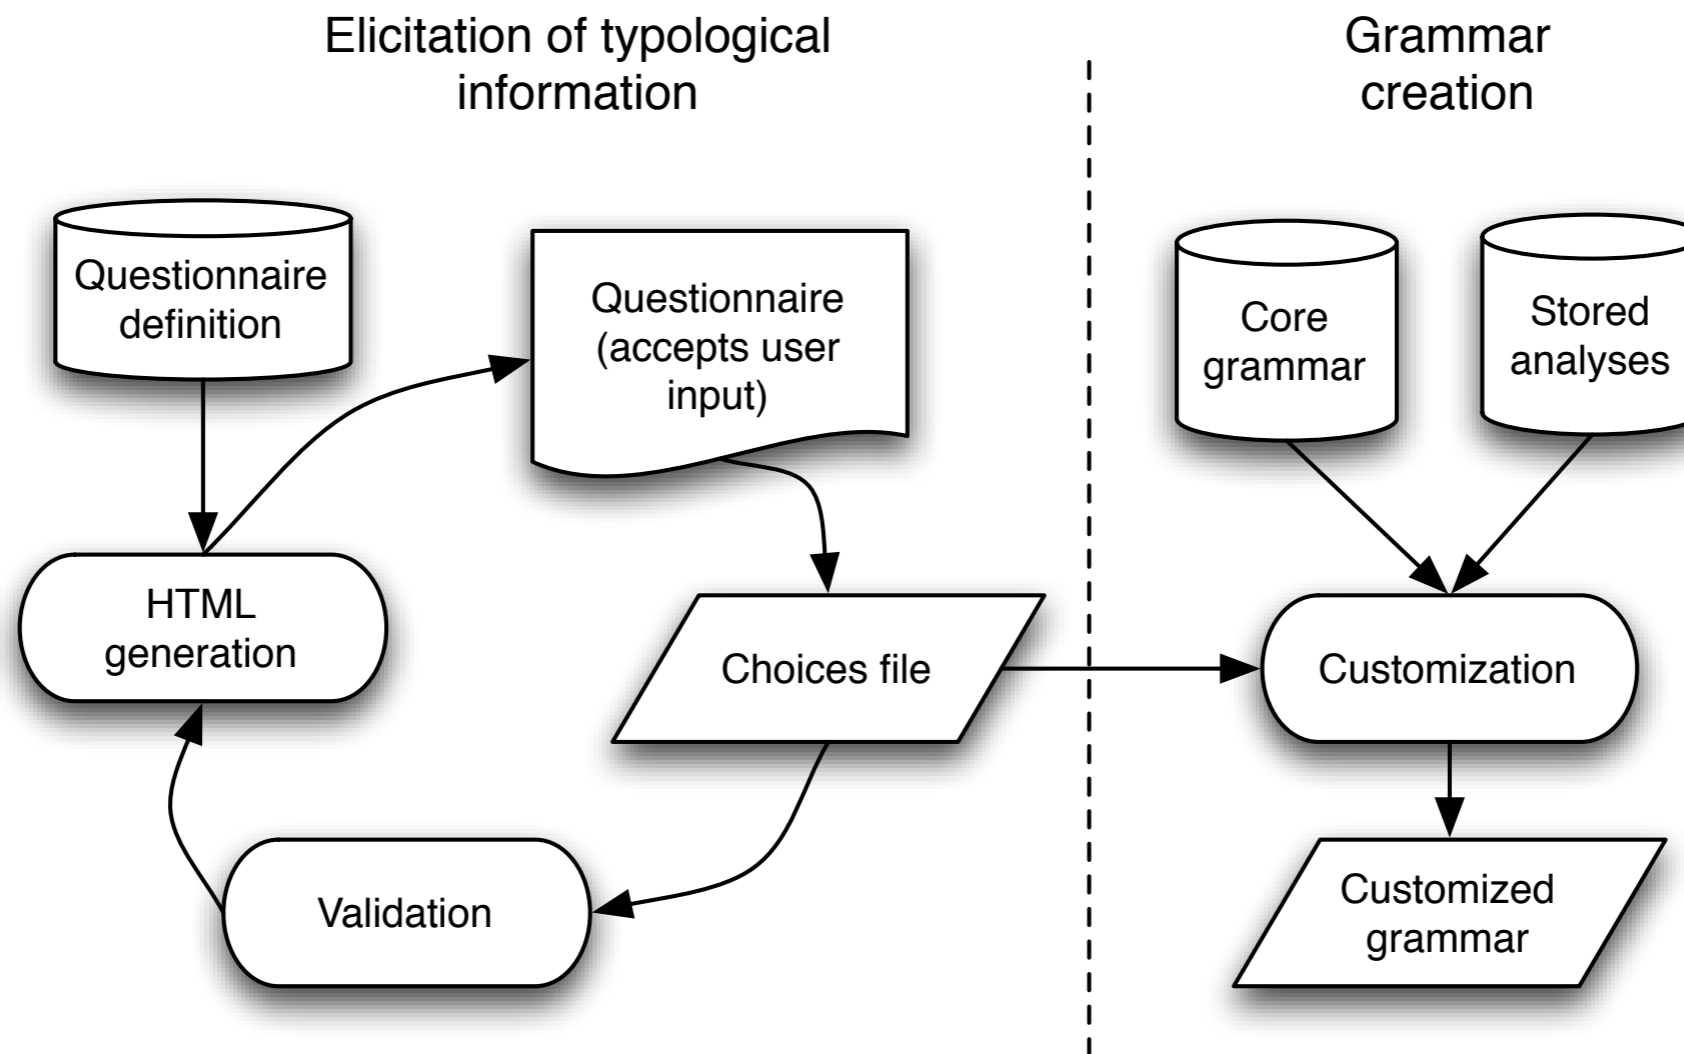 Elicitation of typological
information
Grammar
creation
Questionnaire
definition
Questionnaire
(accepts user
input)
Core
grammar
Stored
analyses
HTML
generation
Choices file
Customization
Validation
Customized
grammar